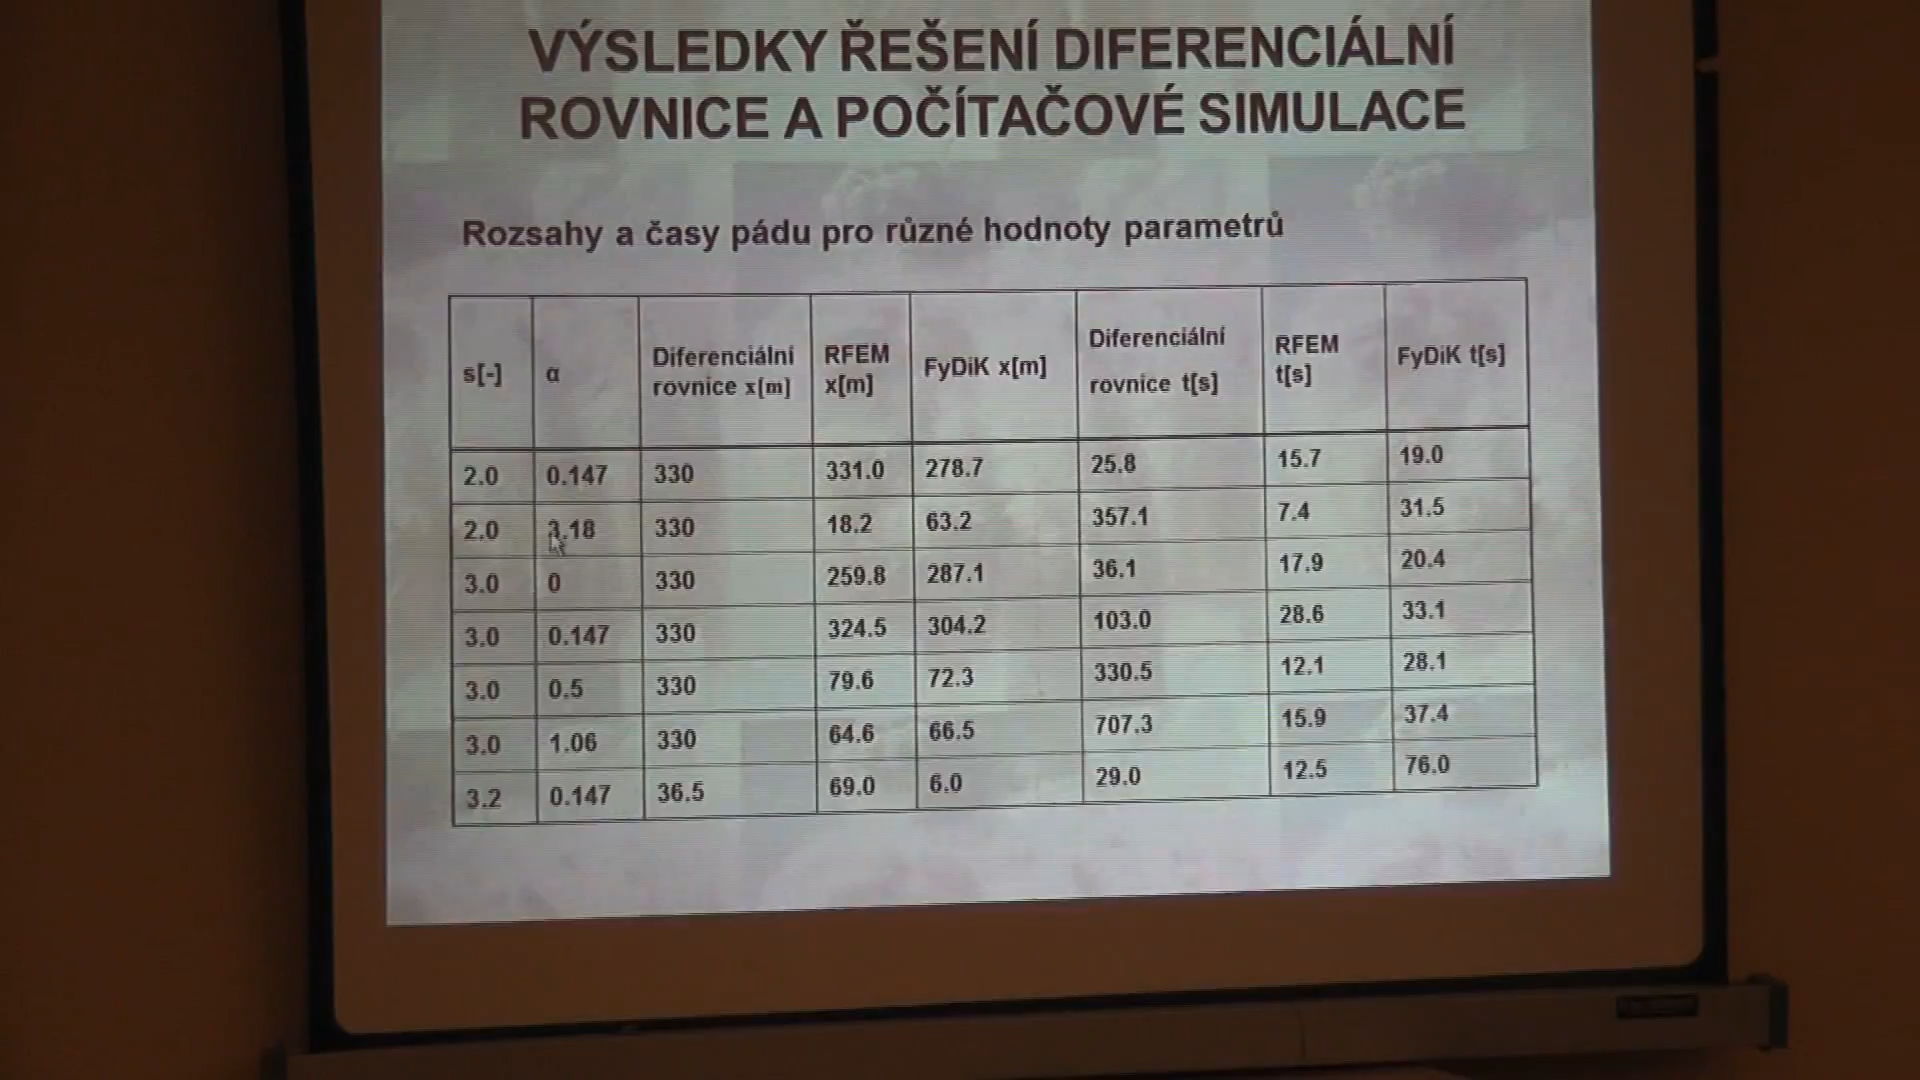 VÝSLEDKY ŘEŠENÍ DIFERENCIÁLNÍ
ROVNICE A POČÍTAČOVÉ SIMULACE
Rozsahy a časy pádu pro různé hodnoty parametrů
s[-] α Diferenciální rovnice x[m] RFEM x[m] FyDiK x[m] Diferenciální rovnice t[s] RFEM t[s] FyDiK t[s]
2.0 0.147 330 331.0 278.7 25.8 15.7 19.0
2.0 3.18 330 18.2 63.2 357.1 7.4 31.5
3.0 0 330 259.8 287.1 36.1 17.9 20.4
3.0 0.147 330 324.5 304.2 103.0 28.6 33.1
3.0 0.5 330 79.6 72.3 330.5 12.1 28.1
3.0 1.06 330 64.6 66.5 707.3 15.9 37.4
3.2 0.147 36.5 69.0 6.0 29.0 12.5 76.0